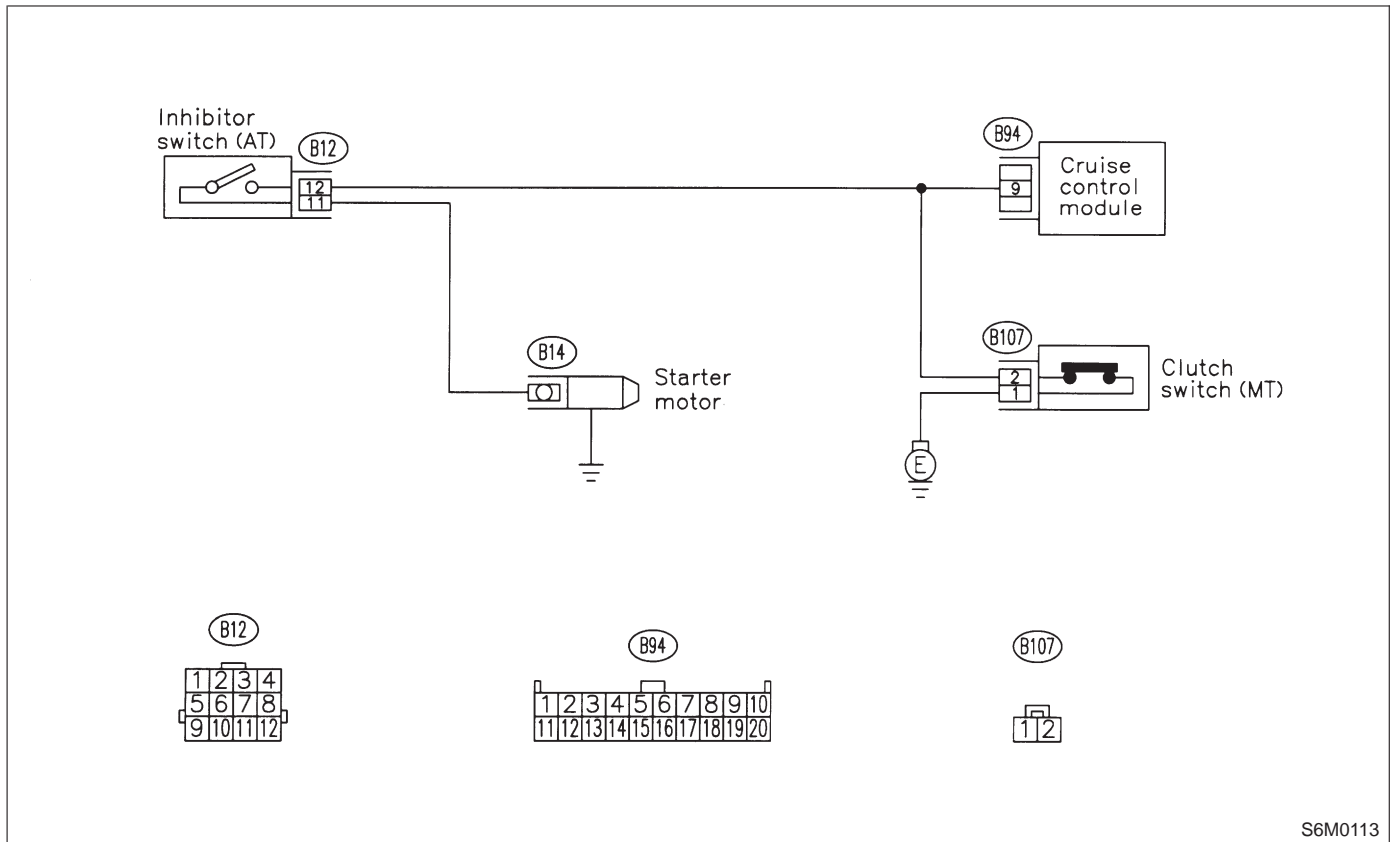 Inhibitor
switch (AT)
B12
12
11
B94
9
Cruise
control
module
B14
Starter
motor
B107
2
1
Clutch
switch (MT)
E
B12
1 2 3 4
5 6 7 8
9 10 11 12
B94
1 2 3 4 5 6 7 8 9 10
11 12 13 14 15 16 17 18 19 20
B107
1 2
S6M0113